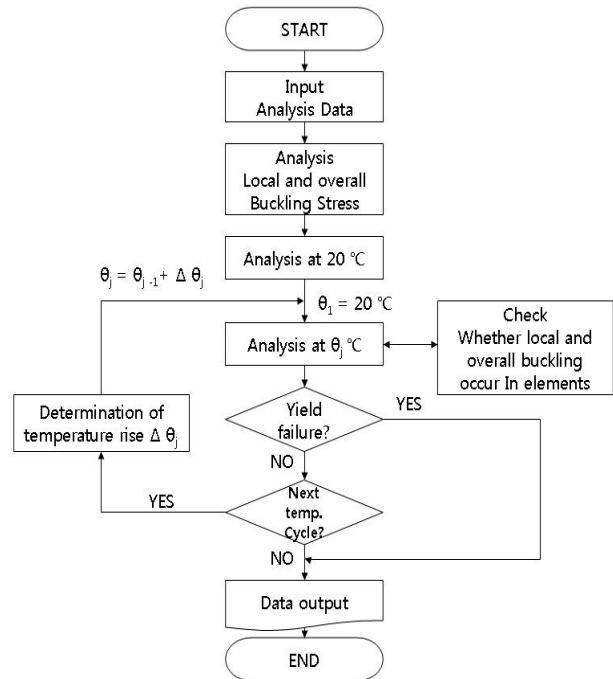 START
Input
Analysis Data
Analysis
Local and overall
Buckling Stress
Analysis at 20 ℃
θj = θj -1 + Δ θj
θ1 = 20 ℃
Analysis at θj ℃
Check
Whether local and
overall buckling
occur In elements
Yield
failure?
YES
NO
Determination of
temperature rise Δ θj
YES
Next
temp.
Cycle?
NO
Data output
END